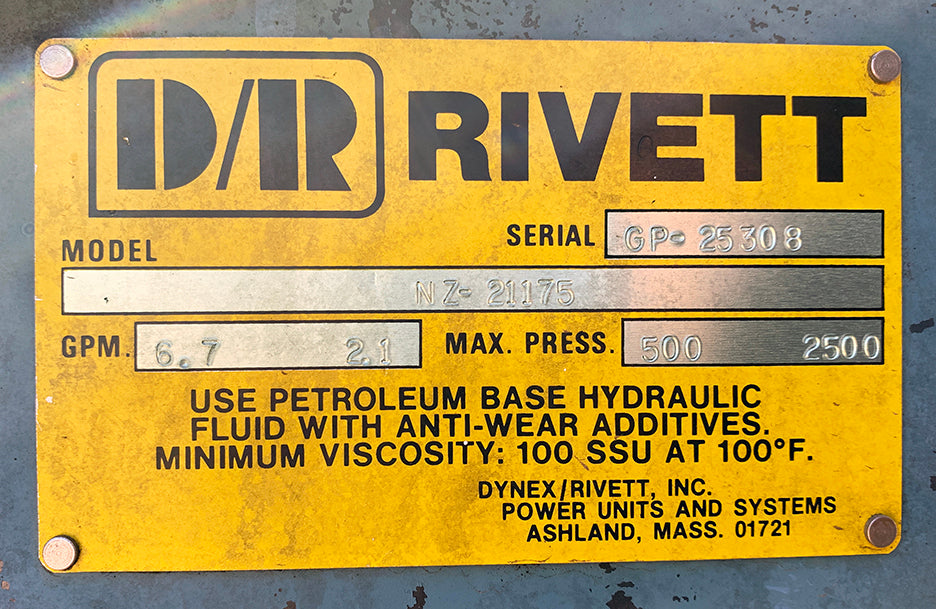 D/R RIVETT
SERIAL GP-25308
MODEL
NZ-21175
GPM. 6.7 2.1 MAX. PRESS. 500 2500
USE PETROLEUM BASE HYDRAULIC
FLUID WITH ANTI-WEAR ADDITIVES.
MINIMUM VISCOSITY: 100 SSU AT 100°F.
DYNEX/RIVETT, INC.
POWER UNITS AND SYSTEMS
ASHLAND, MASS. 01721